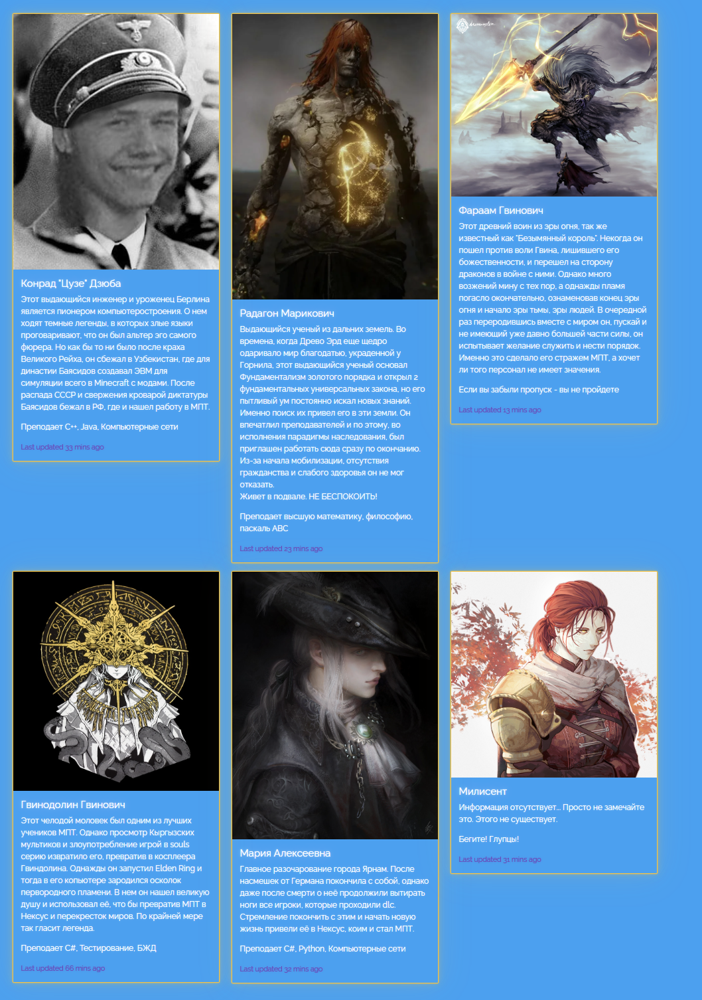 Конрад "Цузе" Дзюба
Этот выдающийся инженер и уроженец Берлина
является пионером компьютеростроения. О нем
ходят темные легенды, в которых злые языки
проговаривают, что он был альтер эго самого
фюрера. Но как бы то ни было после краха
Великого Рейха, он сбежал в Узбекистан, где для
династии Баясидов создавал ЭВМ для
симуляции всего в Minecraft с модами. После
распада СССР и свержения кроварой диктатуры
Баясидов бежал в РФ, где и нашел работу в МПТ.
Преподает C++, Java, Компьютерные сети
Last updated 33 mins ago
Радагон Марикович
Выдающийся ученый из дальних земель. Во
времена, когда Древо Эрд еще щедро
одаривало мир благодатью, украденной у
Горнила, этот выдающийся ученый основал
Фундаментализм золотого порядка и открыл 2
фундаментальных универсальных закона, но его
пытливый ум постоянно искал новых знаний.
Именно поиск их привел его в эти земли. Он
впечатлил преподавателей и по этому, во
исполнения парадигмы наследования, был
приглашен работать сюда сразу по окончанию.
Из-за начала мобилизации, отсутствия
гражданства и слабого здоровья он не мог
отказать.
Живет в подвале. НЕ БЕСПОКОИТЬ!
Преподает высшую математику, философию,
паскаль ABC
Last updated 23 mins ago
Фараам Гвинович
Этот древний воин из эры огня, так же
известный как "Безымянный король". Некогда он
пошел против воли Гвина, лишившего его
божественности, и перешел на сторону
драконов в войне с ними. Однако много
возжений мину с тех пор, а однажды пламя
погасло окончательно, ознаменовав конец эры
огня и начало эры тьмы, эры людей. В очередной
раз переродившись вместе с миром он, пускай и
не имеющий уже давно большей части силы, он
испытывает желание служить и нести порядок.
Именно это сделало его стражем МПТ, а хочет
ли того персонал не имеет значения.
Если вы забыли пропуск - вы не пройдете
Last updated 13 mins ago
Гвинодолин Гвинович
Этот челодой моловек был одним из лучших
учеников МПТ. Однако просмотр Кыргызских
мультиков и злоупотребление игрой в souls
серию извратило его, превратив в косплеера
Гвиндолина. Однажды он запустил Elden Ring и
тогда в его копьютере зародился осколок
первородного пламени. В нем он нашел великую
душу и использовал её, что бы превратив МПТ в
Нексус и перекресток миров. По крайней мере
так гласит легенда.
Преподает C#, Тестирование, БЖД
Last updated 66 mins ago
Мария Алексеевна
Главное разочарование города Ярнам. После
насмешек от Германа покончила с собой, однако
даже после смерти о неё продолжили вытирать
ноги все игроки, которые проходили dlc.
Стремление покончить с этим и начать новую
жизнь привели её в Нексус, коим и стал МПТ.
Преподает C#, Python, Компьютерные сети
Last updated 32 mins ago
Милисент
Информация отсутствует... Просто не замечайте
это. Этого не существует.
Бегите! Глупцы!
Last updated 31 mins ago